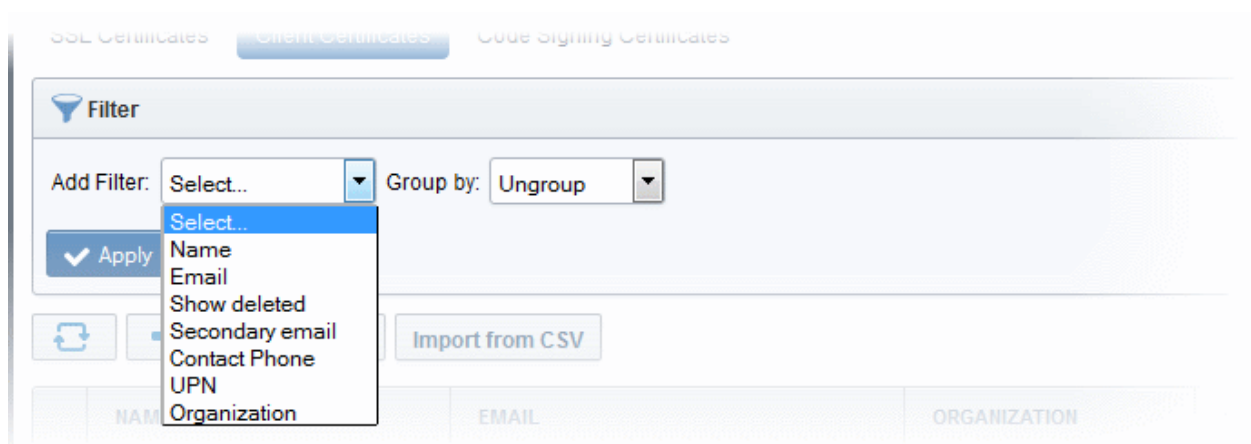 SSL Certificates Client Certificates Code Signing Certificates
Filter
Add Filter: Select... Group by: Ungroup
Select...
Name
Apply
Email
Show deleted
Secondary email
Import from CSV
Contact Phone
UPN
Organization
NAM EMAIL ORGANIZATION